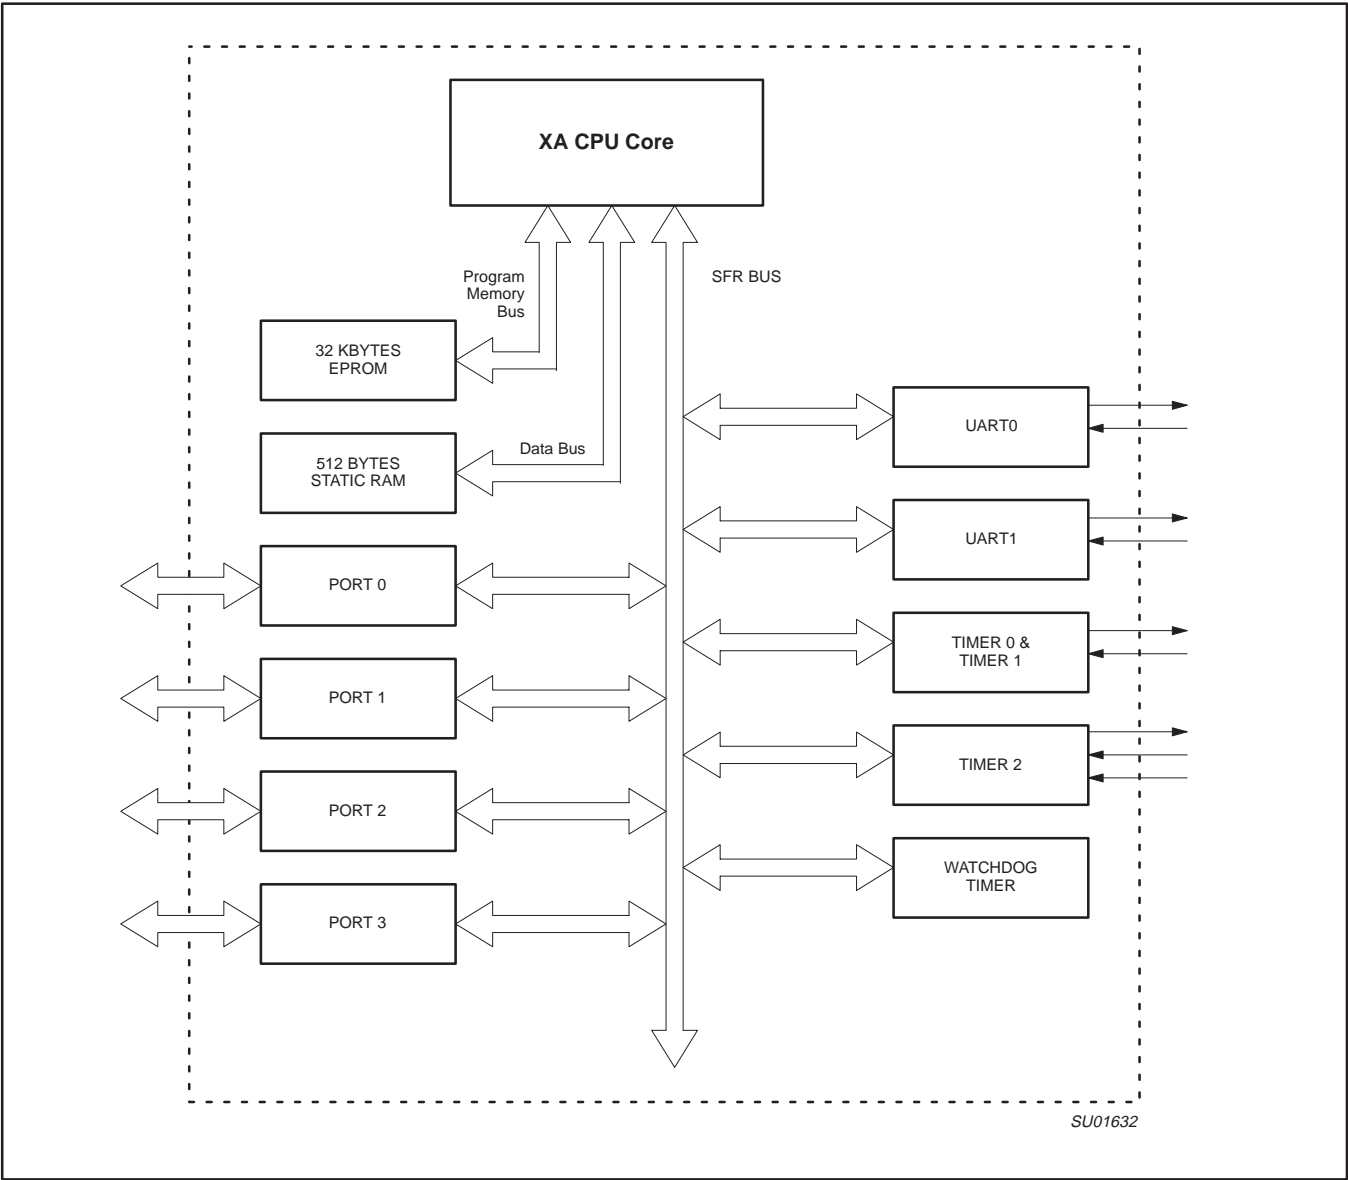 XA CPU Core
Program
Memory
Bus
SFR BUS
32 KBYTES
EPROM
UART0
Data Bus
512 BYTES
STATIC RAM
UART1
PORT 0
TIMER 0 &
TIMER 1
PORT 1
TIMER 2
PORT 2
WATCHDOG
TIMER
PORT 3
SU01632